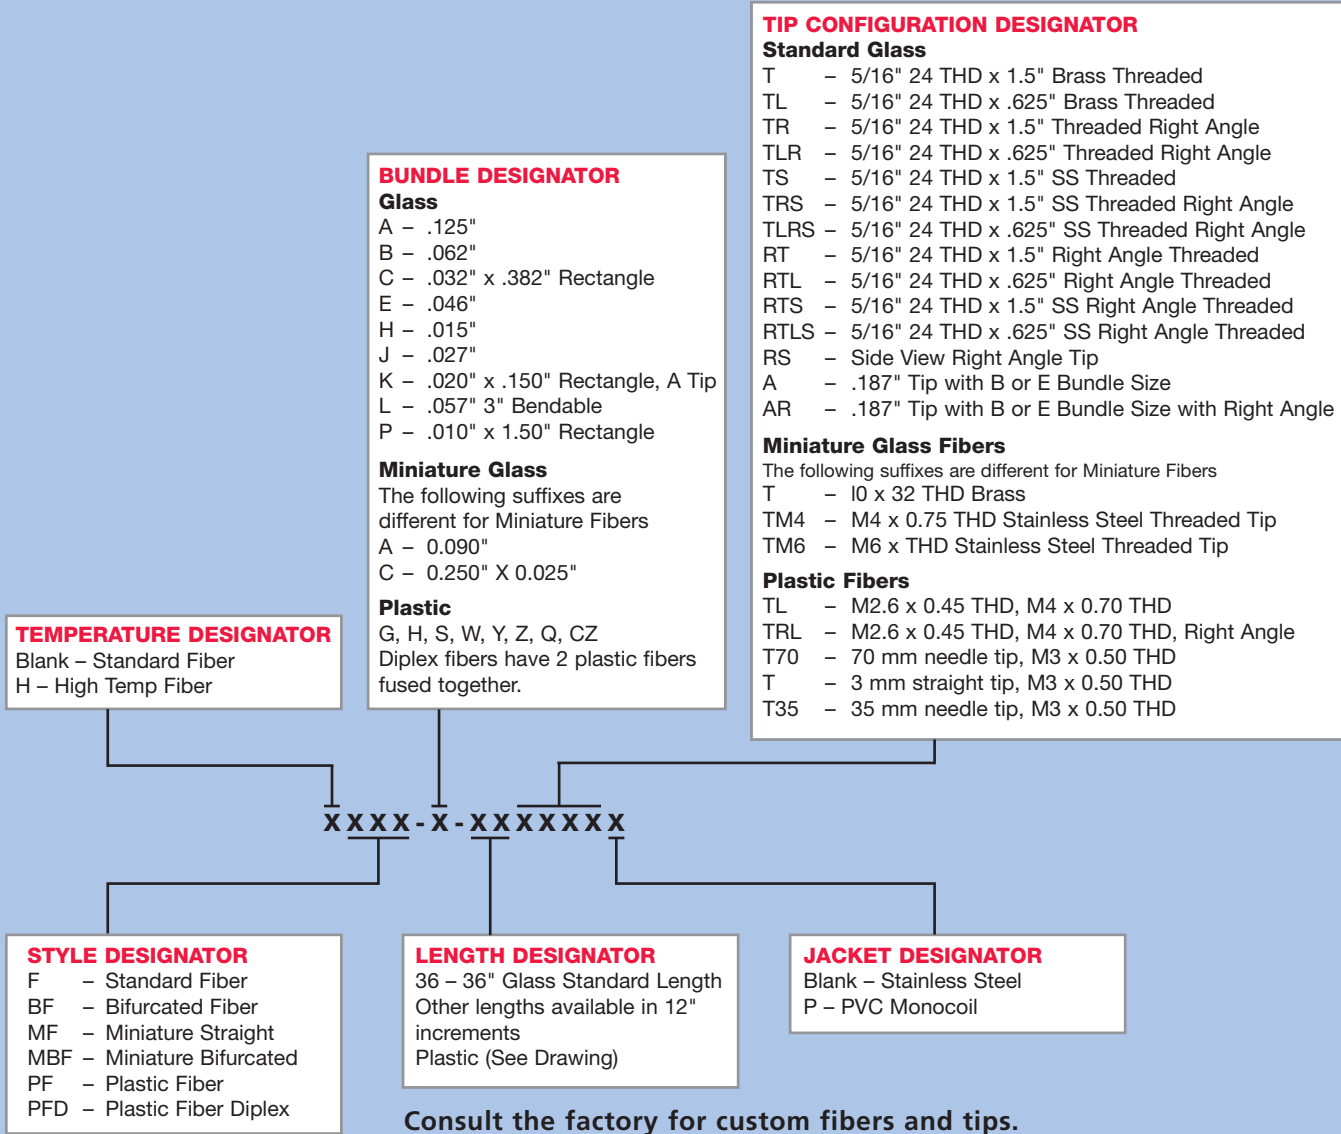 TIP CONFIGURATION DESIGNATOR
Standard Glass
T – 5/16" 24 THD x 1.5" Brass Threaded
TL – 5/16" 24 THD x .625" Brass Threaded
TR – 5/16" 24 THD x 1.5" Threaded Right Angle
TLR – 5/16" 24 THD x .625" Threaded Right Angle
TS – 5/16" 24 THD x 1.5" SS Threaded
TRS – 5/16" 24 THD x 1.5" SS Threaded Right Angle
TLRS – 5/16" 24 THD x .625" SS Threaded Right Angle
RT – 5/16" 24 THD x 1.5" Right Angle Threaded
RTL – 5/16" 24 THD x .625" Right Angle Threaded
RTS – 5/16" 24 THD x 1.5" SS Right Angle Threaded
RTLS – 5/16" 24 THD x .625" SS Right Angle Threaded
RS – Side View Right Angle Tip
A – .187" Tip with B or E Bundle Size
AR – .187" Tip with B or E Bundle Size with Right Angle
Miniature Glass Fibers
The following suffixes are different for Miniature Fibers
T – l0 x 32 THD Brass
TM4 – M4 x 0.75 THD Stainless Steel Threaded Tip
TM6 – M6 x THD Stainless Steel Threaded Tip
Plastic Fibers
TL – M2.6 x 0.45 THD, M4 x 0.70 THD
TRL – M2.6 x 0.45 THD, M4 x 0.70 THD, Right Angle
T70 – 70 mm needle tip, M3 x 0.50 THD
T – 3 mm straight tip, M3 x 0.50 THD
T35 – 35 mm needle tip, M3 x 0.50 THD
BUNDLE DESIGNATOR
Glass
A – .125"
B – .062"
C – .032" x .382" Rectangle
E – .046"
H – .015"
J – .027"
K – .020" x .150" Rectangle, A Tip
L – .057" 3" Bendable
P – .010" x 1.50" Rectangle
Miniature Glass
The following suffixes are
different for Miniature Fibers
A – 0.090"
C – 0.250" X 0.025"
Plastic
G, H, S, W, Y, Z, Q, CZ
Diplex fibers have 2 plastic fibers
fused together.
TEMPERATURE DESIGNATOR
Blank – Standard Fiber
H – High Temp Fiber
X X X X - X - X X X X X X X
STYLE DESIGNATOR
F – Standard Fiber
BF – Bifurcated Fiber
MF – Miniature Straight
MBF – Miniature Bifurcated
PF – Plastic Fiber
PFD – Plastic Fiber Diplex
LENGTH DESIGNATOR
36 – 36" Glass Standard Length
Other lengths available in 12"
increments
Plastic (See Drawing)
JACKET DESIGNATOR
Blank – Stainless Steel
P – PVC Monocoil
Consult the factory for custom fibers and tips.